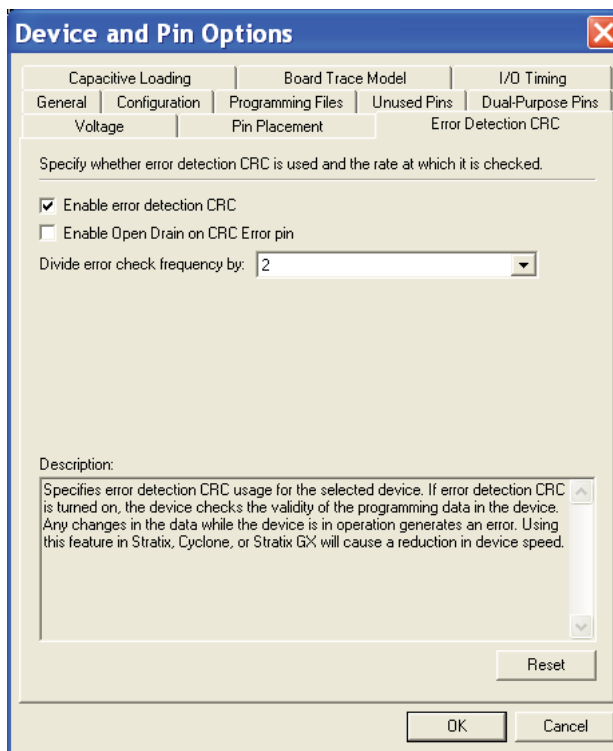 Device and Pin Options
Capacitive Loading
Board Trace Model
I/O Timing
General
Configuration
Programming Files
Unused Pins
Dual-Purpose Pins
Voltage
Pin Placement
Error Detection CRC
Specify whether error detection CRC is used and the rate at which it is checked.
Enable error detection CRC
Enable Open Drain on CRC Error pin
Divide error check frequency by: 2
Description:
Specifies error detection CRC usage for the selected device. If error detection CRC
is turned on, the device checks the validity of the programming data in the device.
Any changes in the data while the device is in operation generates an error. Using
this feature in Stratix, Cyclone, or Stratix GX will cause a reduction in device speed.
Reset
OK
Cancel